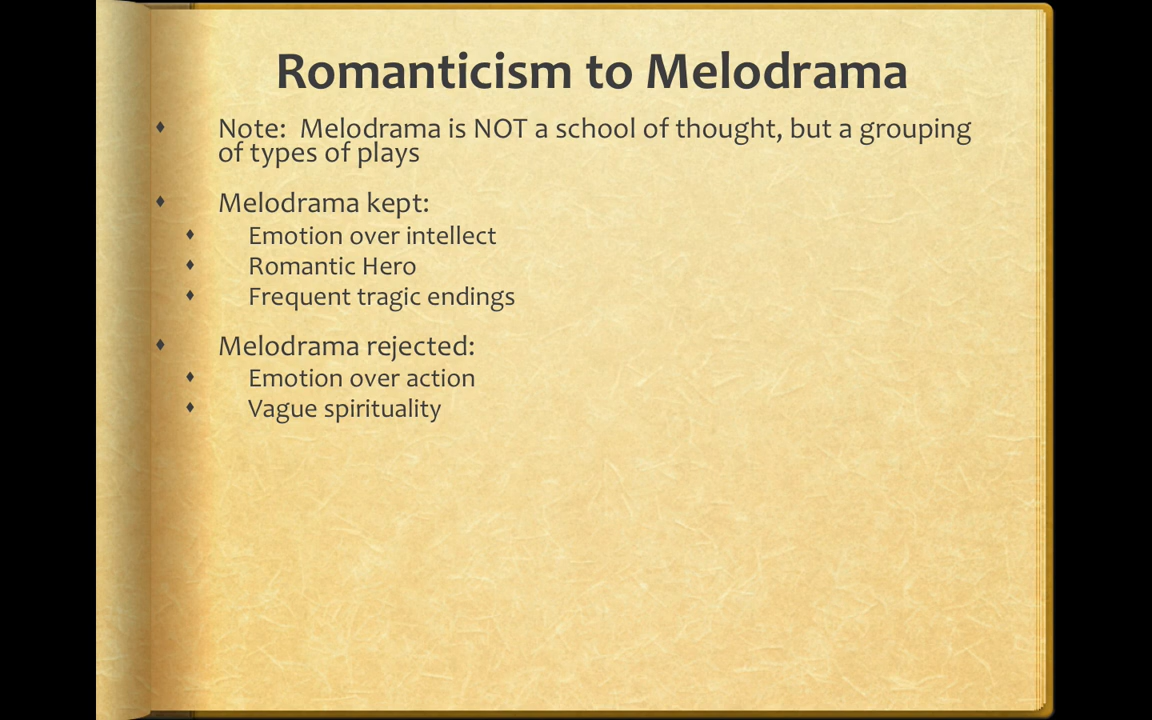 Romanticism to Melodrama
♦ Note:  Melodrama is NOT a school of thought, but a grouping
of types of plays
♦ Melodrama kept:
♦ Emotion over intellect
♦ Romantic Hero
♦ Frequent tragic endings
♦ Melodrama rejected:
♦ Emotion over action
♦ Vague spirituality